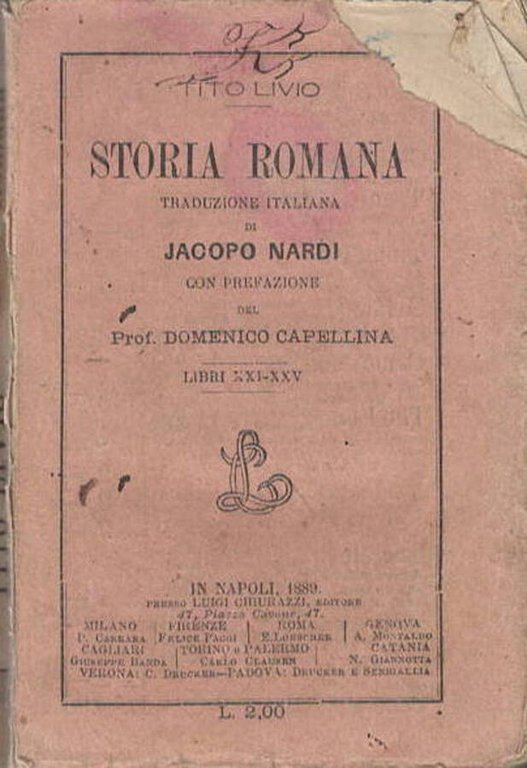 TITO LIVIO
STORIA ROMANA
TRADUZIONE ITALIANA
DI
JACOPO NARDI
CON PREFAZIONE
DEL
Prof. DOMENICO CAPELLINA
LIBRI XXI-XXV
IN NAPOLI, 1889.
PRESSO LUIGI CHIURAZZI, EDITORE
47, Piazza Cavour, 47.
MILANO | FIRENZE | ROMA | GENOVA
P. CARRARA | FELICE PAGGI | E. LOESCHER | A. MONTALDO
CAGLIARI | TORINO e PALERMO | CATANIA
GIUSEPPE BANDA | CARLO CLAUSEN | N. GIANNOTTA
VERONA: C. DRUCKER—PADOVA: DRUCKER E SENIGALLIA
L. 2,00